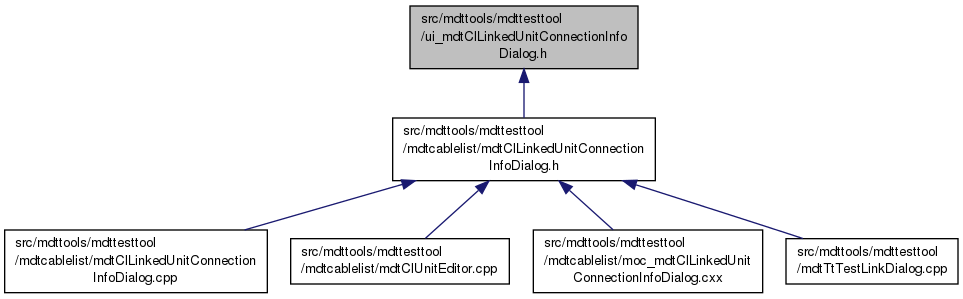 src/mdttools/mdttesttool
/ui_mdtClLinkedUnitConnectionInfo
Dialog.h
src/mdttools/mdttesttool
/mdtcablelist/mdtClLinkedUnitConnection
InfoDialog.h
src/mdttools/mdttesttool
/mdtcablelist/mdtClLinkedUnitConnection
InfoDialog.cpp
src/mdttools/mdttesttool
/mdtcablelist/mdtClUnitEditor.cpp
src/mdttools/mdttesttool
/mdtcablelist/moc_mdtClLinkedUnit
ConnectionInfoDialog.cxx
src/mdttools/mdttesttool
/mdtTtTestLinkDialog.cpp